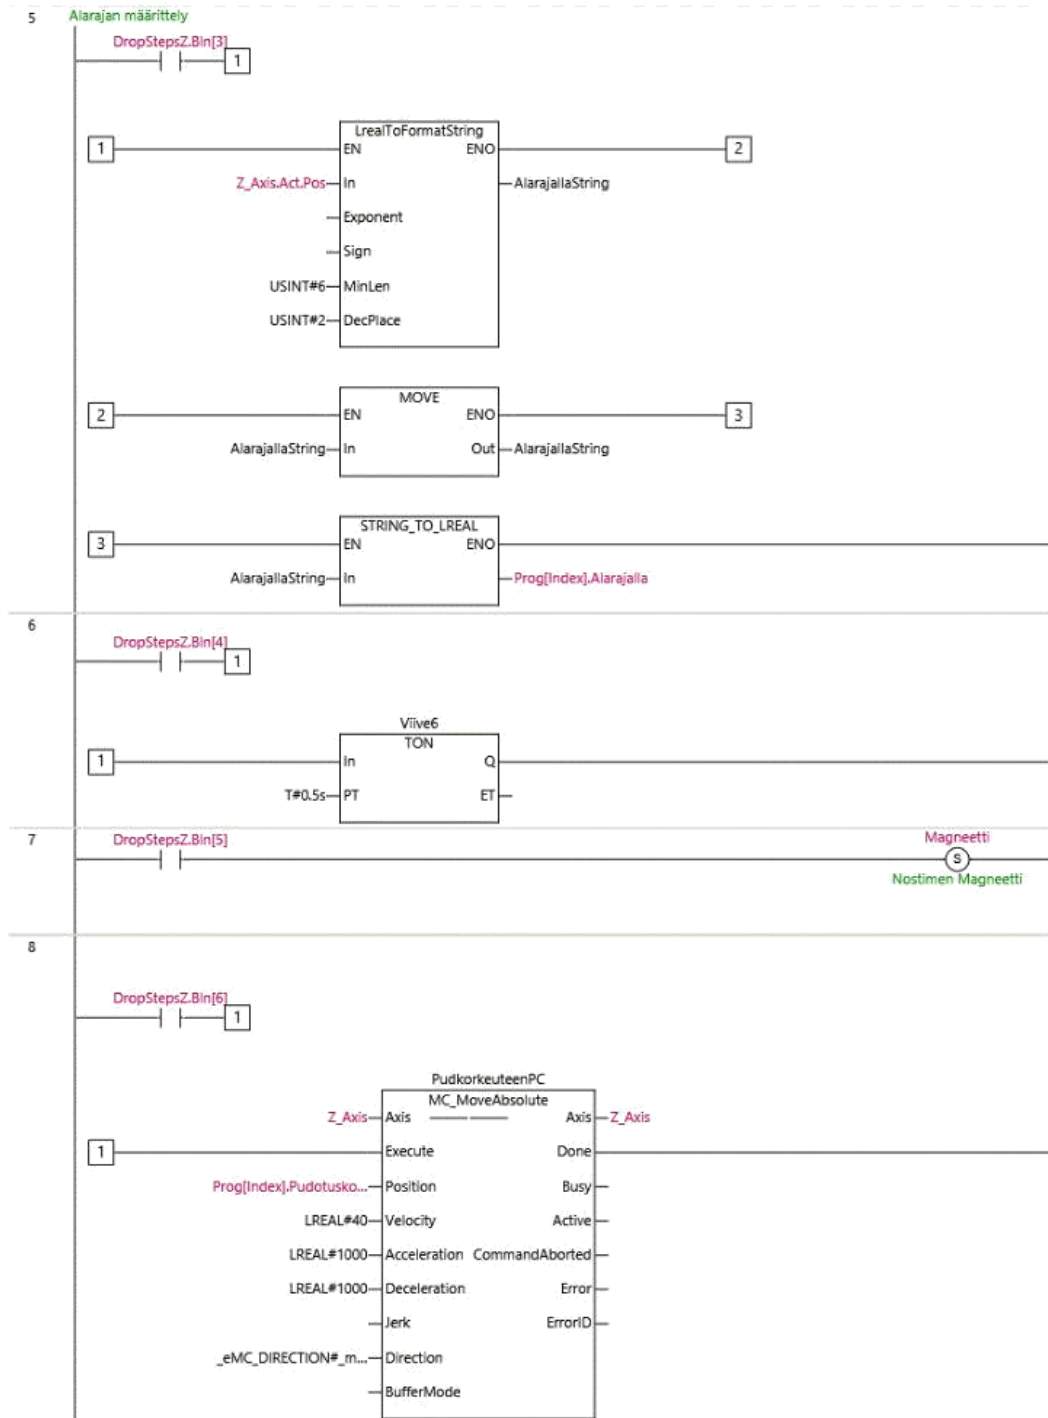 5 Alarajan määrittely
DropStepsZ.BIn[3]
1
LrealToFormatString
1 EN ENO 2
Z_Axis.Act.Pos In AlarajallaString
Exponent
Sign
USINT#6 MinLen
USINT#2 DecPlace
MOVE
2 EN ENO 3
AlarajallaString In Out AlarajallaString
STRING_TO_LREAL
3 EN ENO
AlarajallaString In Prog[Index].Alarajalla
6
DropStepsZ.BIn[4]
1
Viive6
TON
1 In Q
T#0.5s PT ET
7 DropStepsZ.BIn[5] Magneetti
S
Nostimen Magneetti
8
DropStepsZ.BIn[6]
1
PudkorkeuteenPC
MC_MoveAbsolute
Z_Axis Axis Axis Z_Axis
1 Execute Done
Prog[Index].Pudotusko... Position Busy
LREAL#40 Velocity Active
LREAL#1000 Acceleration CommandAborted
LREAL#1000 Deceleration Error
Jerk ErrorID
_eMC_DIRECTION#_m... Direction
BufferMode